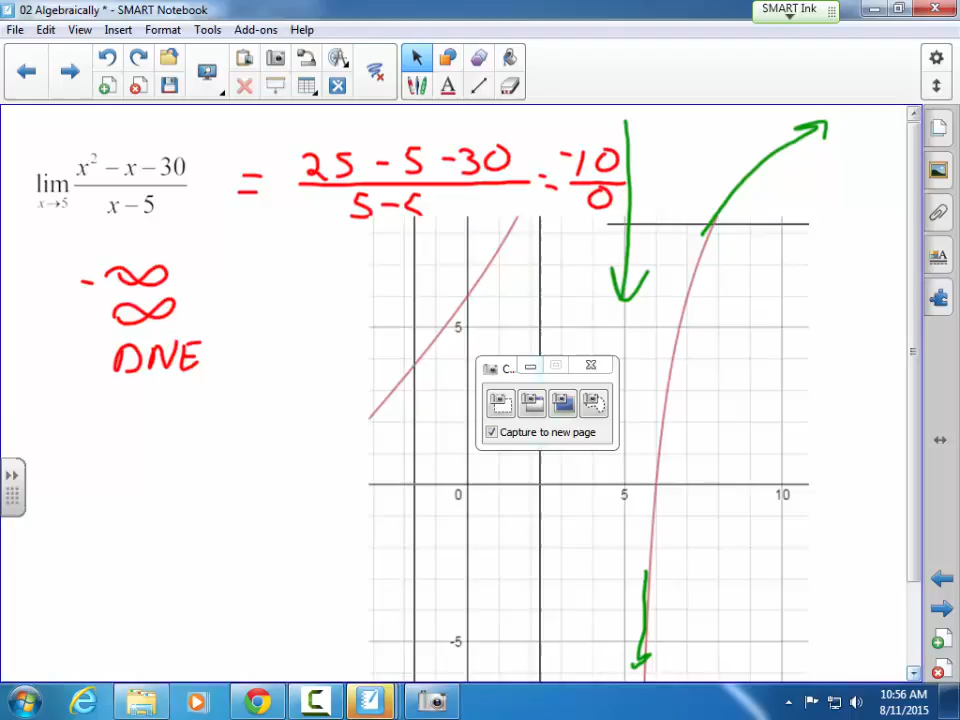 02 Algebraically * - SMART Notebook
SMART Ink
File Edit View Insert Format Tools Add-ons Help
lim x→5 x² – x – 30 / x – 5 = 25 - 5 - 30 / 5 - 5 = -10 / 0
-∞
∞
DNE
5
C...
Capture to new page
0 5 10
-5
10:56 AM
8/11/2015